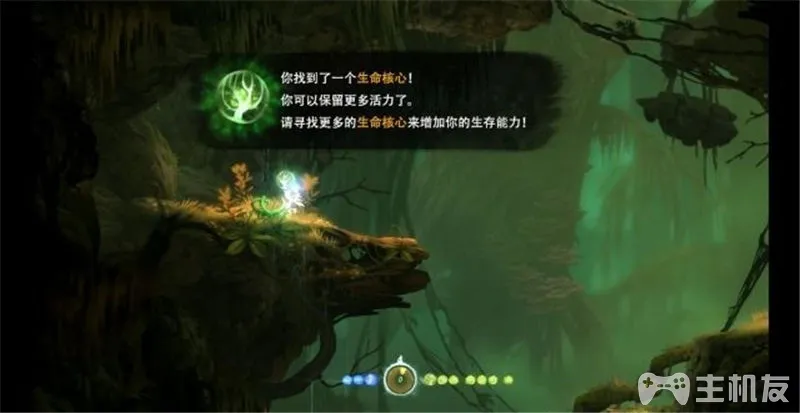 你找到了一个生命核心！
你可以保留更多活力了。
请寻找更多的生命核心来增加你的生存能力！
主机友